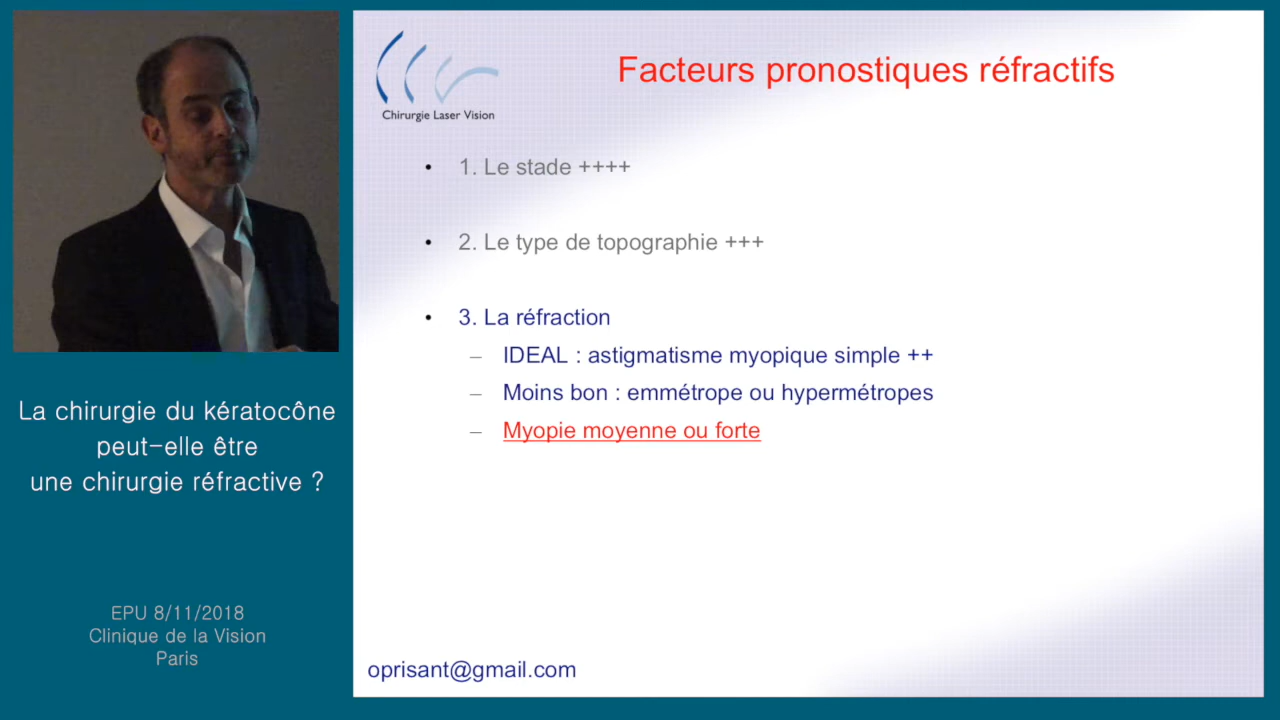 Chirurgie Laser Vision
Facteurs pronostiques réfractifs
• 1. Le stade ++++
• 2. Le type de topographie +++
• 3. La réfraction
– IDEAL : astigmatisme myopique simple ++
– Moins bon : emmétrope ou hypermétropes
– Myopie moyenne ou forte
oprisant@gmail.com
La chirurgie du kératocône
peut-elle être
une chirurgie réfractive ?
EPU 8/11/2018
Clinique de la Vision
Paris